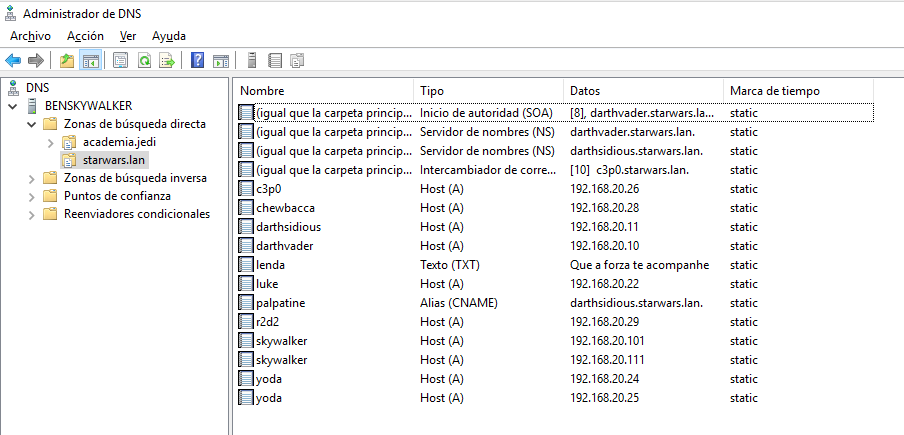 Administrador de DNS
Archivo Acción Ver Ayuda
DNS
BENSKYWALKER
Zonas de búsqueda directa
academia.jedi
starwars.lan
Zonas de búsqueda inversa
Puntos de confianza
Reenviadores condicionales
Nombre Tipo Datos Marca de tiempo
(igual que la carpeta princip... Inicio de autoridad (SOA) [8], darthvader.starwars.la... static
(igual que la carpeta princip... Servidor de nombres (NS) darthvader.starwars.lan. static
(igual que la carpeta princip... Servidor de nombres (NS) darthsidious.starwars.lan. static
(igual que la carpeta princip... Intercambiador de corre... [10] c3p0.starwars.lan. static
c3p0 Host (A) 192.168.20.26 static
chewbacca Host (A) 192.168.20.28 static
darthsidious Host (A) 192.168.20.11 static
darthvader Host (A) 192.168.20.10 static
lenda Texto (TXT) Que a forza te acompanhe static
luke Host (A) 192.168.20.22 static
palpatine Alias (CNAME) darthsidious.starwars.lan. static
r2d2 Host (A) 192.168.20.29 static
skywalker Host (A) 192.168.20.101 static
skywalker Host (A) 192.168.20.111 static
yoda Host (A) 192.168.20.24 static
yoda Host (A) 192.168.20.25 static